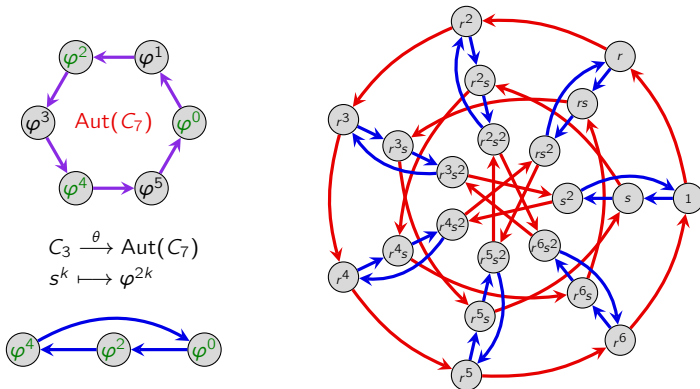 φ² φ¹
φ³ Aut(C₇) φ⁰
φ⁴ φ⁵
C₃ —θ→ Aut(C₇)
sᵏ ⟼ φ²ᵏ
φ⁴ φ² φ⁰
r²
r
r²s
rs
r³
r³s
r²s²
rs²
r³s²
s² s 1
r⁴s²
r⁴s
r⁵s²
r⁶s²
r⁴
r⁶s
r⁵s
r⁶
r⁵